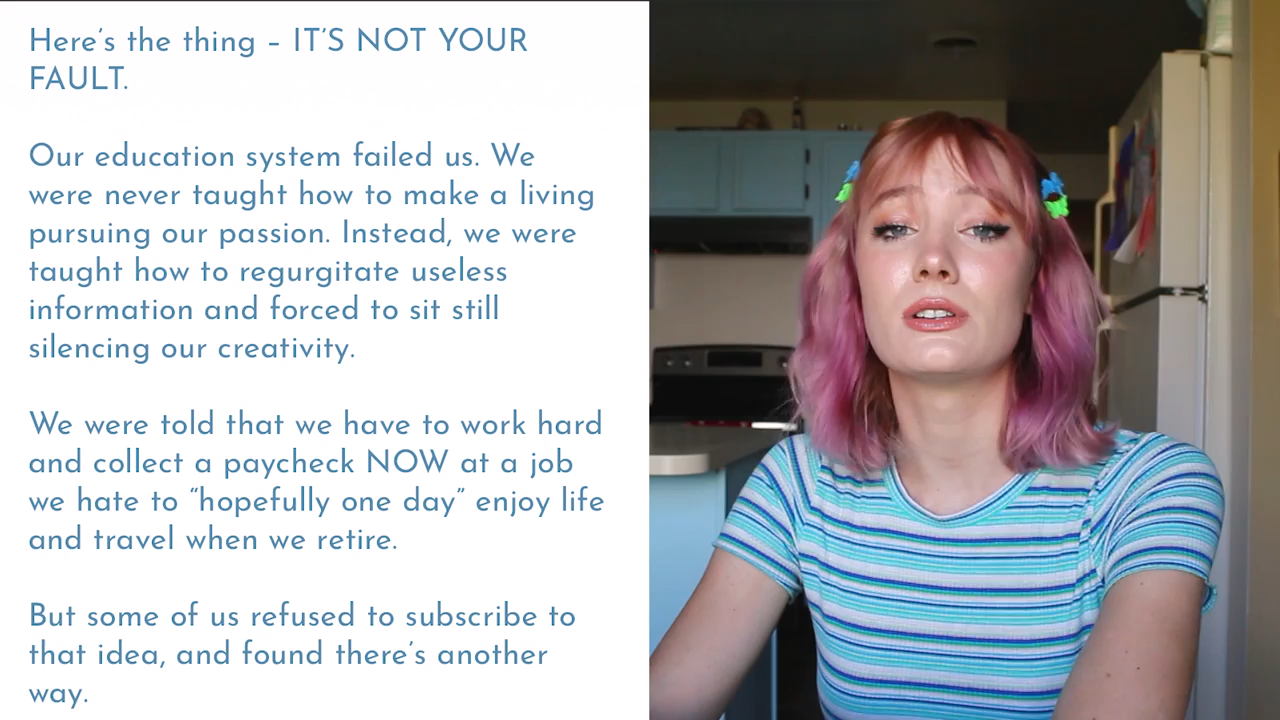 Here's the thing – IT'S NOT YOUR
FAULT.
Our education system failed us. We
were never taught how to make a living
pursuing our passion. Instead, we were
taught how to regurgitate useless
information and forced to sit still
silencing our creativity.
We were told that we have to work hard
and collect a paycheck NOW at a job
we hate to “hopefully one day” enjoy life
and travel when we retire.
But some of us refused to subscribe to
that idea, and found there's another
way.